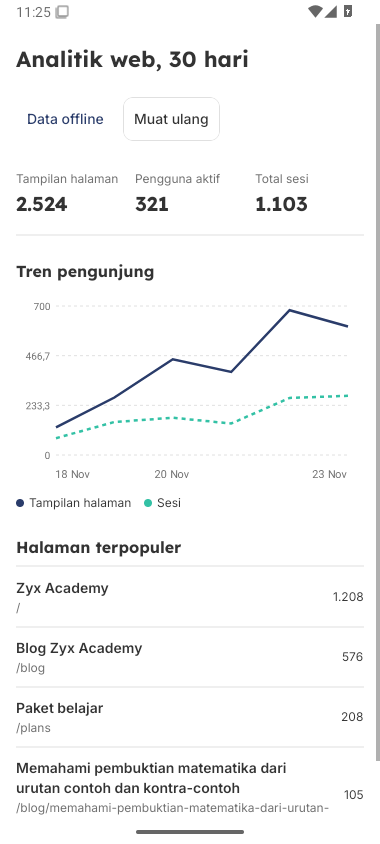 11:25
Analitik web, 30 hari
Data offline
Muat ulang
Tampilan halaman
Pengguna aktif
Total sesi
2.524
321
1.103
Tren pengunjung
700
466,7
233,3
0
18 Nov
20 Nov
23 Nov
Tampilan halaman
Sesi
Halaman terpopuler
Zyx Academy
/
1.208
Blog Zyx Academy
/blog
576
Paket belajar
/plans
208
Memahami pembuktian matematika dari
urutan contoh dan kontra-contoh
/blog/memahami-pembuktian-matematika-dari-urutan-
105